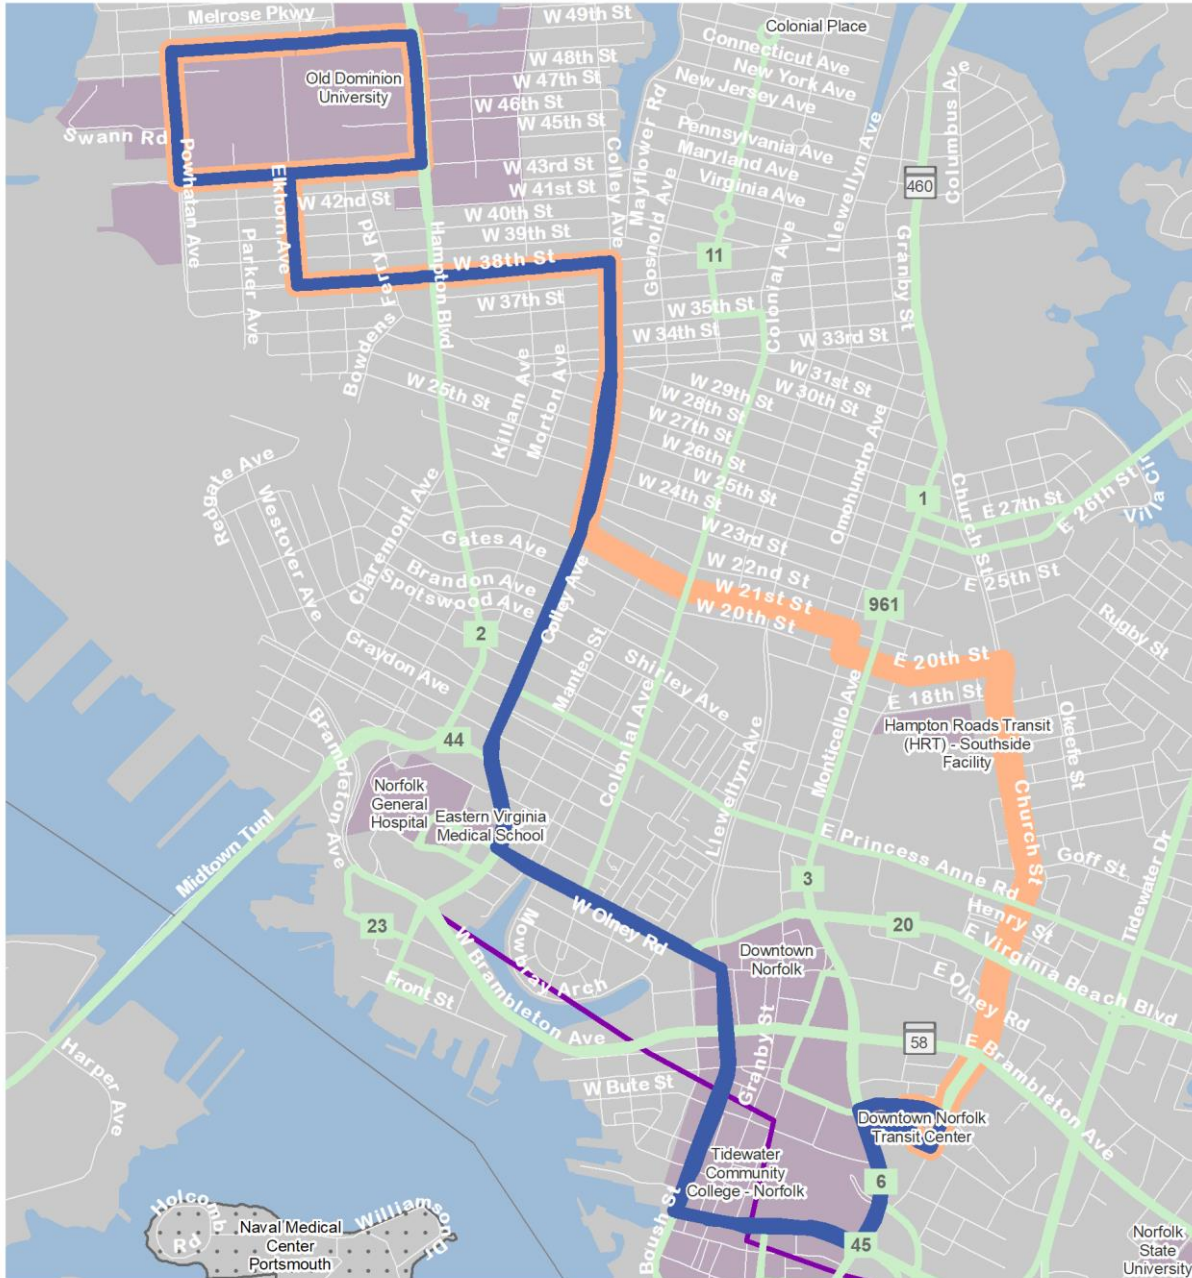 Melrose Pkwy
W 49th St
Colonial Place
Connecticut Ave
W 48th St
New York Ave
Columbus Ave
Old Dominion
University
W 47th St
New Jersey Ave
W 46th St
Mayflower Rd
W 45th St
Swann Rd
Pennsylvania Ave
Llewellyn Ave
Powhatan Ave
Elkhorn Ave
W 43rd St
Colley Ave
Maryland Ave
460
W 41st St
Virginia Ave
W 42nd St
W 40th St
Gosnold Ave
W 39th St
Hampton Blvd
Parker Ave
Bowdens Ferry Rd
W 38th St
11
Colonial Ave
Granby St
W 37th St
W 35th St
W 34th St
W 33rd St
W 31st St
W 25th St
Killam Ave
Morton Ave
W 29th St
W 30th St
W 28th St
W 27th St
W 26th St
Omohundro Ave
W 25th St
W 24th St
Redgate Ave
Westover Ave
Claremont Ave
1
Church St
E 27th St
E 26th St
Villa Cir
W 23rd St
Gates Ave
W 22nd St
E 25th St
Brandon Ave
Spotswood Ave
W 21st St
961
W 20th St
Rugby St
Colley Ave
2
Graydon Ave
Manteo St
Shirley Ave
E 20th St
E 18th St
Monticello Ave
Okeefe St
Hampton Roads Transit
(HRT) - Southside
Facility
Brambleton Ave
44
Colonial Ave
Llewellyn Ave
Church St
Norfolk
General
Hospital
Eastern Virginia
Medical School
Midtown Tunl
E Princess Anne Rd
Goff St
Tidewater Dr
3
Henry St
23
20
W Olney Rd
Mowbray Arch
E Virginia Beach Blvd
Downtown
Norfolk
Front St
W Brambleton Ave
E Olney Rd
58
E Brambleton Ave
Harper Ave
W Bute St
Granby St
Downtown Norfolk
Transit Center
Tidewater
Community
College - Norfolk
6
Boush St
45
Holcomb Rd
Williamson Dr
Naval Medical
Center
Portsmouth
Norfolk
State
University